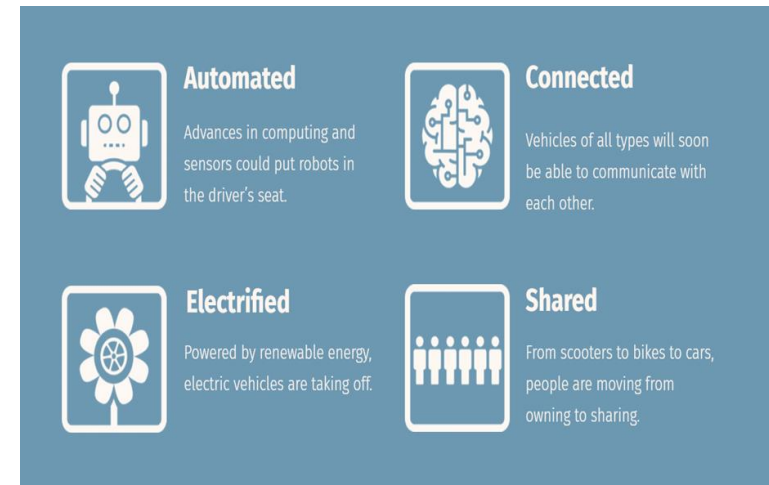 Automated
Advances in computing and
sensors could put robots in
the driver's seat.
Connected
Vehicles of all types will soon
be able to communicate with
each other.
Electrified
Powered by renewable energy,
electric vehicles are taking off.
Shared
From scooters to bikes to cars,
people are moving from
owning to sharing.